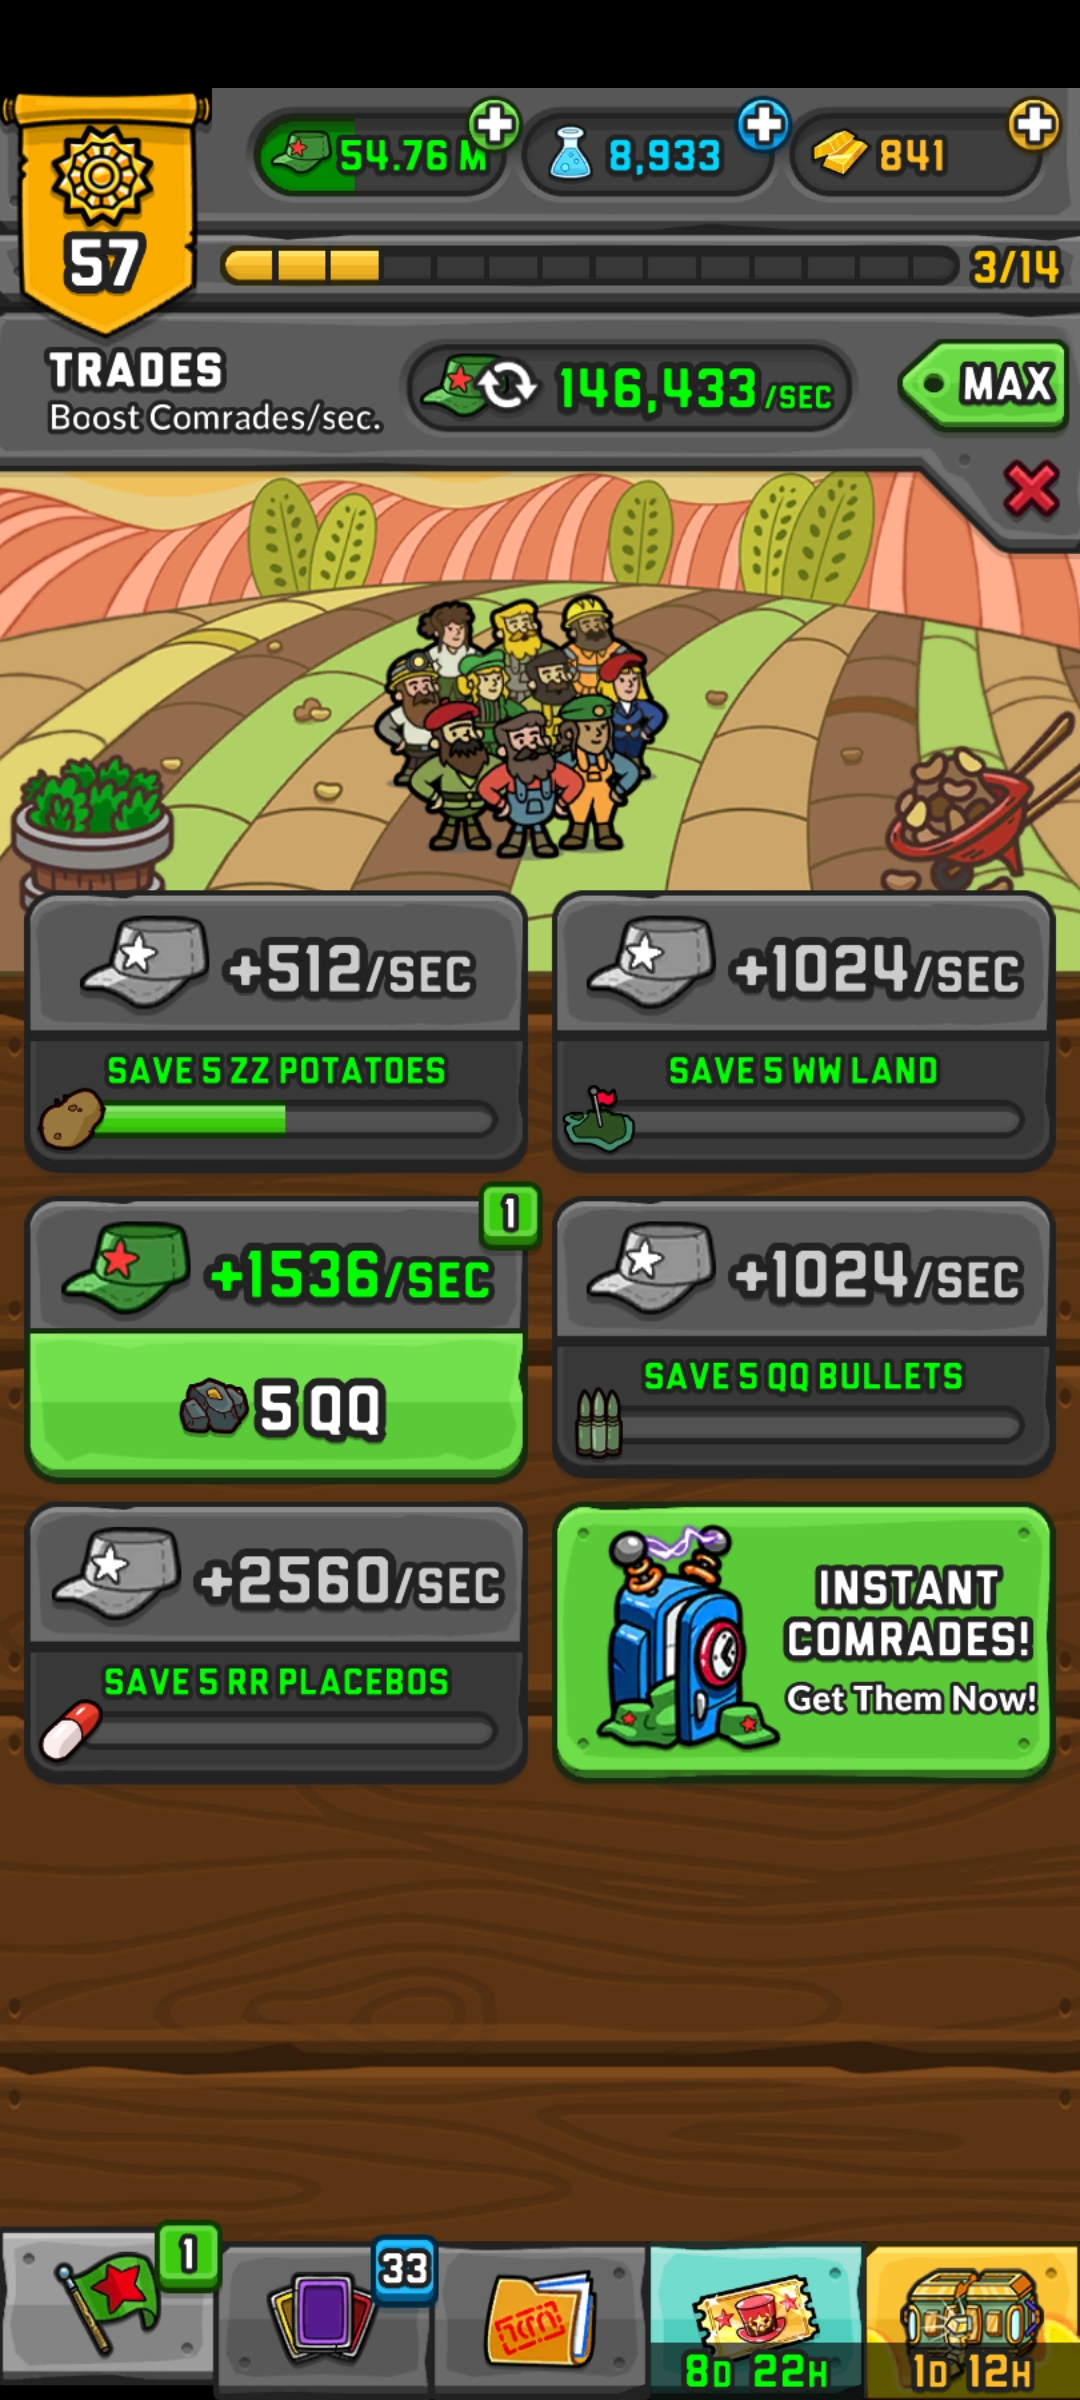 54.76 M
8,933
841
57
3/14
TRADES
Boost Comrades/sec.
146,433/SEC
MAX
+512/SEC
+1024/SEC
SAVE 5 ZZ POTATOES
SAVE 5 WW LAND
1
+1536/SEC
+1024/SEC
5 QQ
SAVE 5 QQ BULLETS
+2560/SEC
SAVE 5 RR PLACEBOS
INSTANT
COMRADES!
Get Them Now!
1
33
8D 22H
1D 12H